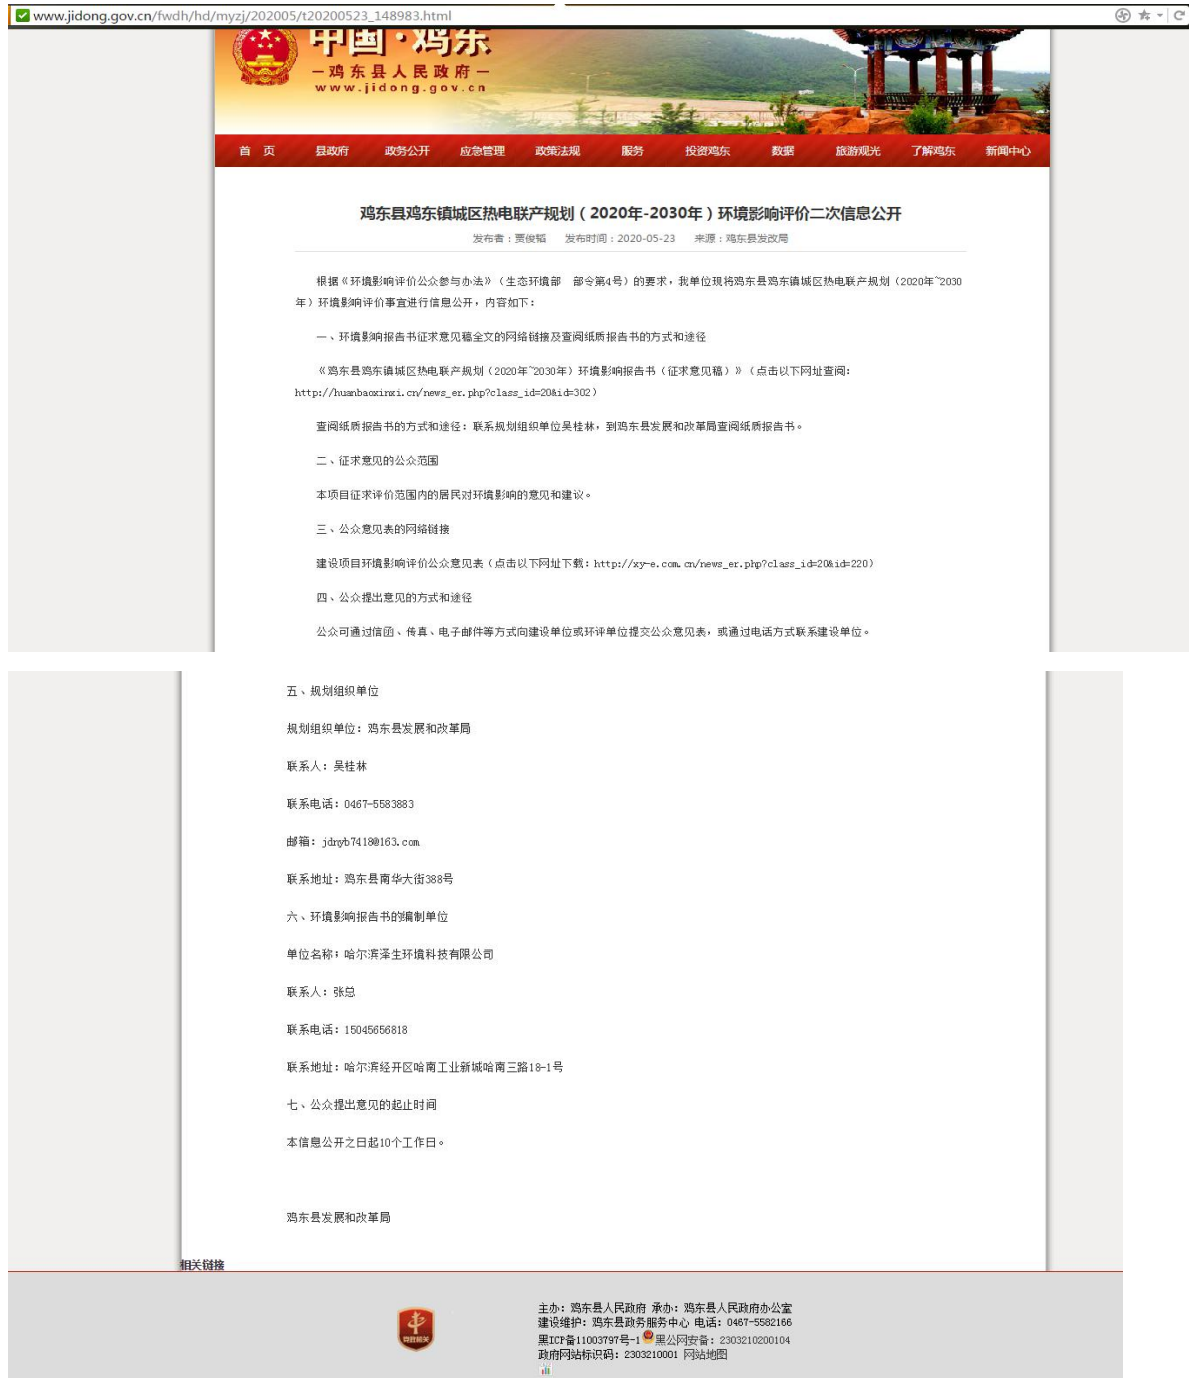 www.jidong.gov.cn/fwdh/hd/myzj/202005/t20200523_148983.html
中国·鸡东
—鸡东县人民政府—
www.jidong.gov.cn
首 页 县政府 政务公开 应急管理 政策法规 服务 投资鸡东 数据 旅游观光 了解鸡东 新闻中心
鸡东县鸡东镇城区热电联产规划（2020年-2030年）环境影响评价二次信息公开
发布者：贾俊韬 发布时间：2020-05-23 来源：鸡东县发改局
根据《环境影响评价公众参与办法》（生态环境部 部令第4号）的要求，我单位现将鸡东县鸡东镇城区热电联产规划（2020年~2030
年）环境影响评价事宜进行信息公开，内容如下：
一、环境影响报告书征求意见稿全文的网络链接及查阅纸质报告书的方式和途径
《鸡东县鸡东镇城区热电联产规划（2020年~2030年）环境影响报告书（征求意见稿）》（点击以下网址查阅：
http://huanbaoxinxi.cn/news_er.php?class_id=20&id=302）
查阅纸质报告书的方式和途径：联系规划组织单位吴桂林，到鸡东县发展和改革局查阅纸质报告书。
二、征求意见的公众范围
本项目征求评价范围内的居民对环境影响的意见和建议。
三、公众意见表的网络链接
建设项目环境影响评价公众意见表（点击以下网址下载：http://xy-e.com.cn/news_er.php?class_id=20&id=220）
四、公众提出意见的方式和途径
公众可通过信函、传真、电子邮件等方式向建设单位或环评单位提交公众意见表，或通过电话方式联系建设单位。
五、规划组织单位
规划组织单位：鸡东县发展和改革局
联系人：吴桂林
联系电话：0467-5583883
邮箱：jdnyb7418@163.com
联系地址：鸡东县南华大街388号
六、环境影响报告书的编制单位
单位名称：哈尔滨泽生环境科技有限公司
联系人：张总
联系电话：15045656818
联系地址：哈尔滨经开区哈南工业新城哈南三路18-1号
七、公众提出意见的起止时间
本信息公开之日起10个工作日。
鸡东县发展和改革局
相关链接
党政机关
主办：鸡东县人民政府 承办：鸡东县人民政府办公室
建设维护：鸡东县政务服务中心 电话：0467-5582166
黑ICP备11003797号-1 黑公网安备：2303210200104
政府网站标识码：2303210001 网站地图